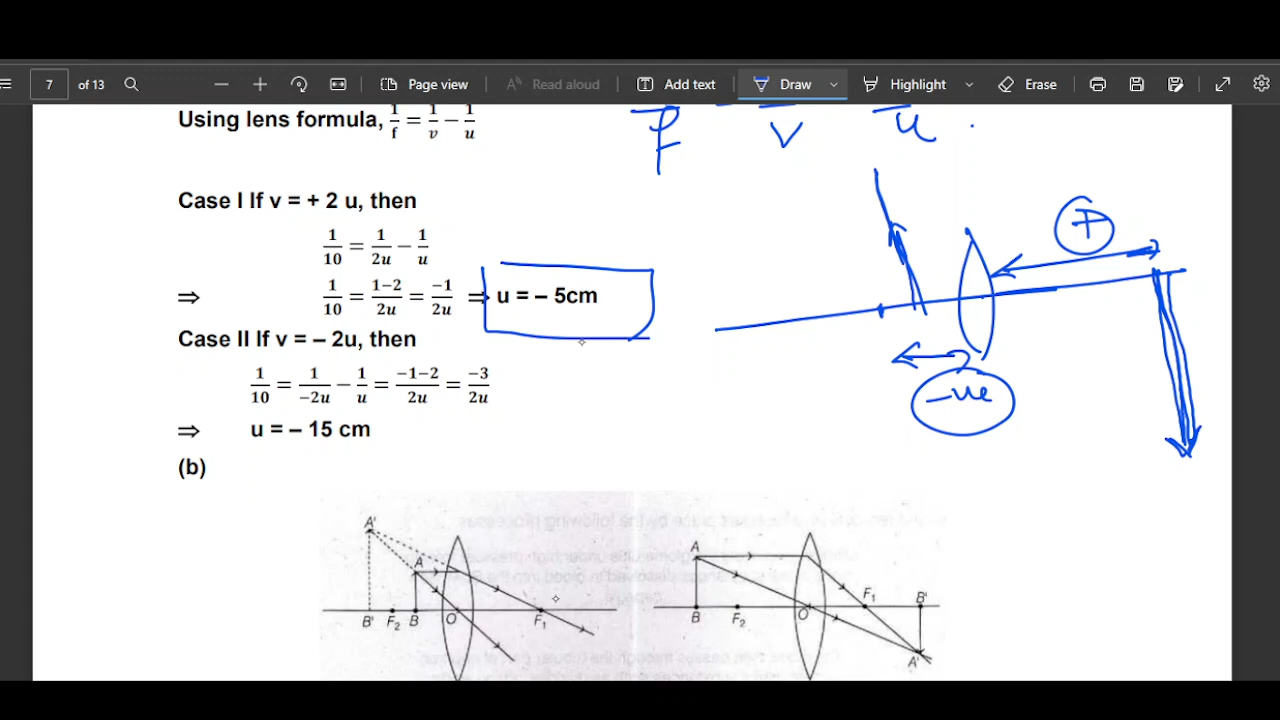 7 of 13 Page view Read aloud Add text Draw Highlight Erase
Using lens formula, 1/f = 1/v − 1/u
f v u
Case I If v = + 2 u, then
1/10 = 1/2u − 1/u
⇒ 1/10 = 1−2/2u = −1/2u ⇒ u = – 5cm
+
Case II If v = – 2u, then
1/10 = 1/−2u − 1/u = −1−2/2u = −3/2u
-ve
⇒ u = – 15 cm
(b)
A' A B' F₂ B O F₁
A B F₂ O F₁ B' A'